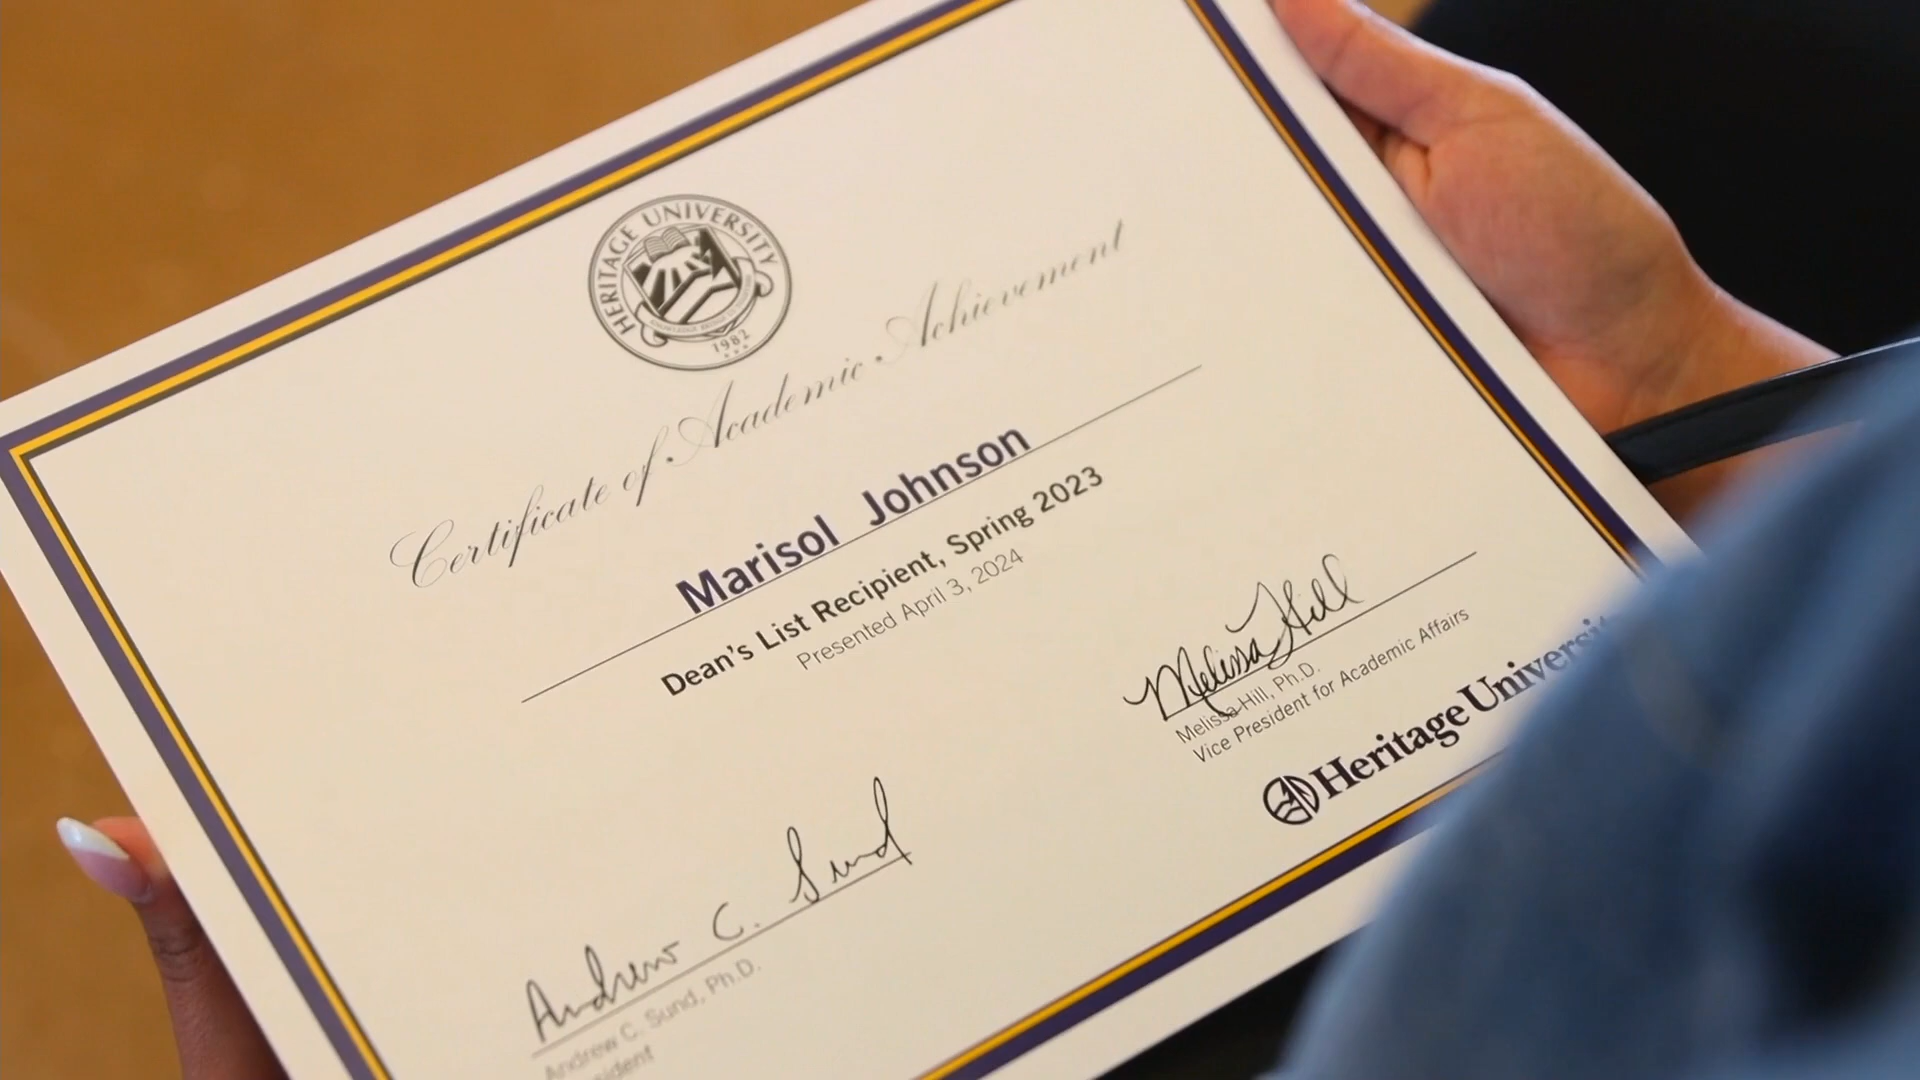 HERITAGE UNIVERSITY
1982
Certificate of Academic Achievement
Marisol Johnson
Dean's List Recipient, Spring 2023
Presented April 3, 2024
Melissa Hill
Melissa Hill, Ph.D.
Vice President for Academic Affairs
Heritage
Andrew C. Sund
Andrew C. Sund, Ph.D.